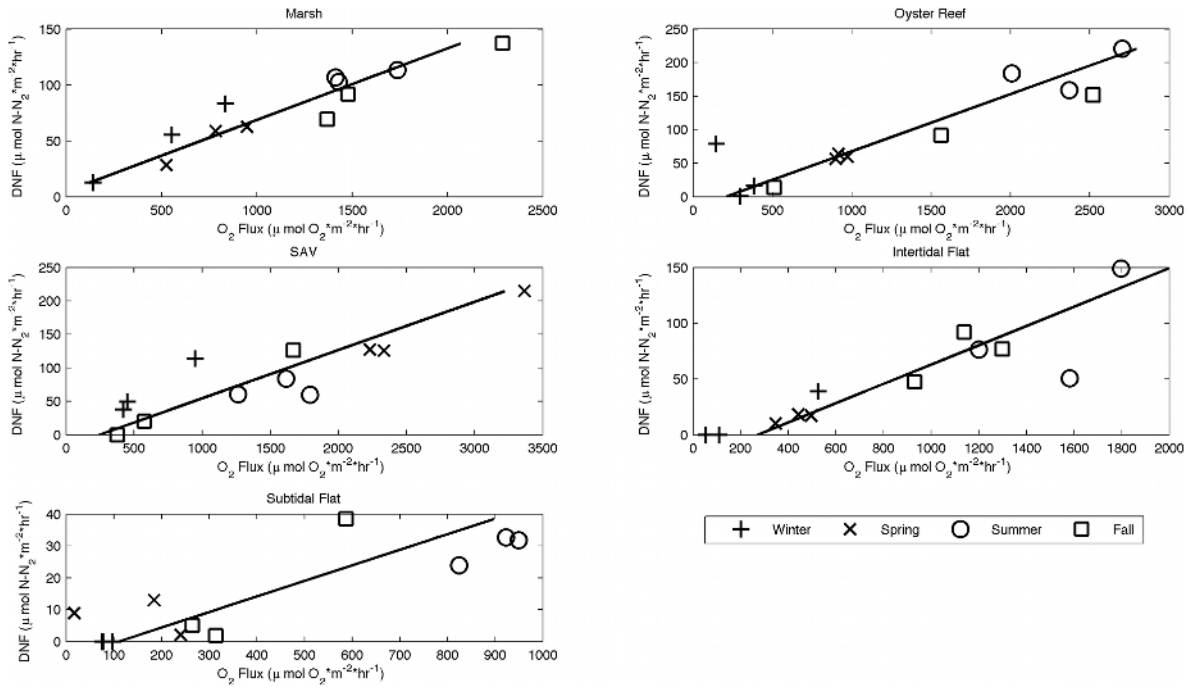 Marsh
150
100
50
0
0 500 1000 1500 2000 2500
DNF (μ mol N-N2*m-2*hr-1)
O2 Flux (μ mol O2*m-2*hr-1)
Oyster Reef
250
200
150
100
50
0
0 500 1000 1500 2000 2500 3000
DNF (μ mol N-N2*m-2*hr-1)
O2 Flux (μ mol O2*m-2*hr-1)
SAV
250
200
150
100
50
0
0 500 1000 1500 2000 2500 3000 3500
DNF (μ mol N-N2*m-2*hr-1)
O2 Flux (μ mol O2*m-2*hr-1)
Intertidal Flat
150
100
50
0
0 200 400 600 800 1000 1200 1400 1600 1800 2000
DNF (μ mol N-N2*m-2*hr-1)
O2 Flux (μ mol O2*m-2*hr-1)
Subtidal Flat
40
30
20
10
0
0 100 200 300 400 500 600 700 800 900 1000
DNF (μ mol N-N2*m-2*hr-1)
O2 Flux (μ mol O2*m-2*hr-1)
Winter Spring Summer Fall